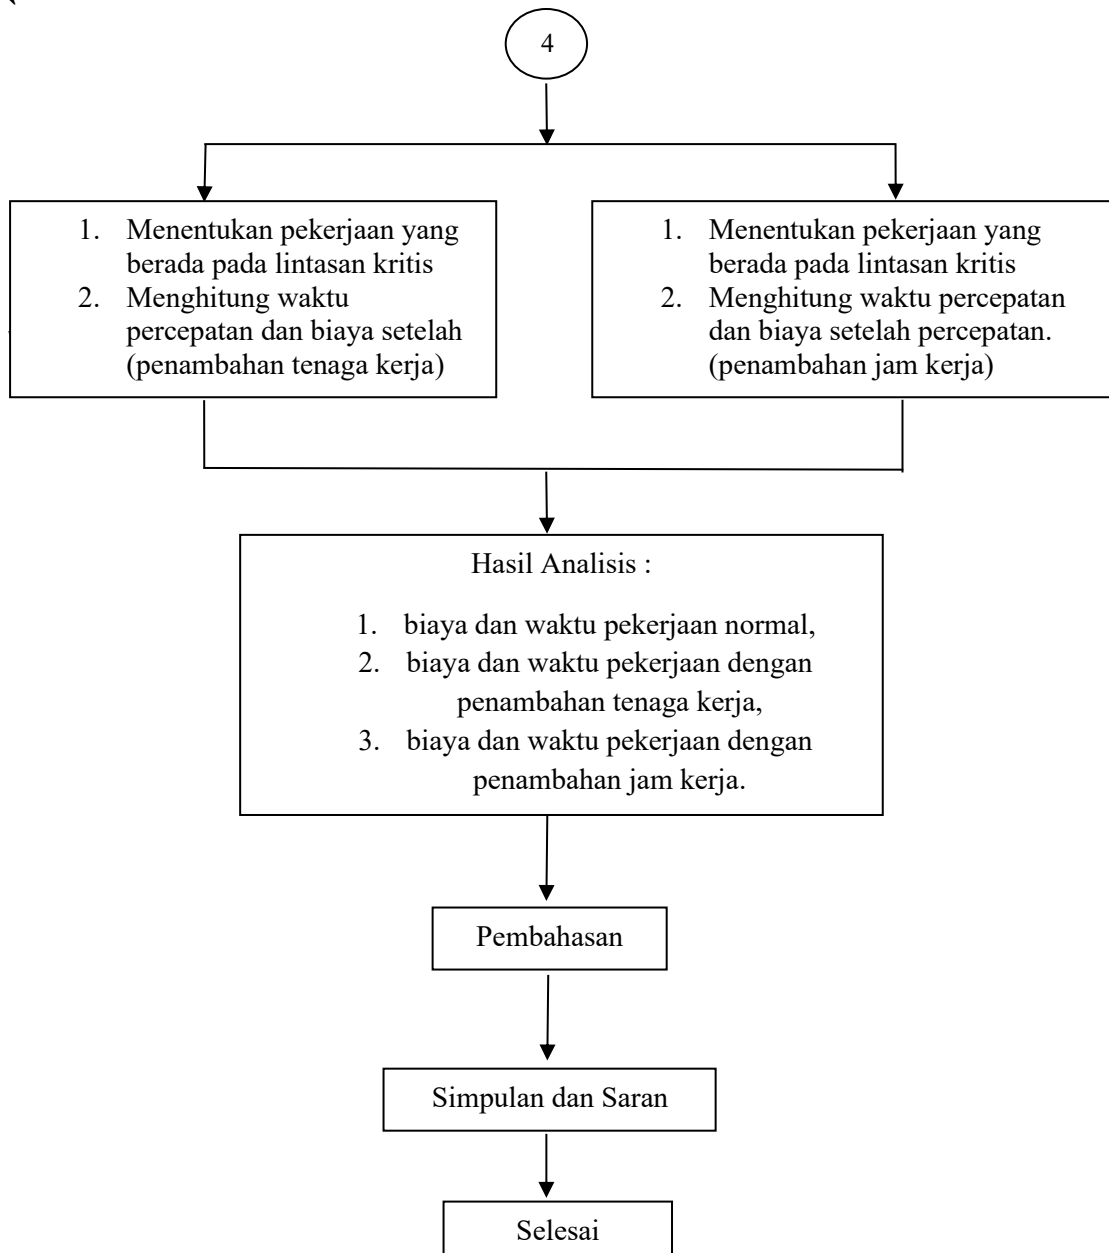 4
1. Menentukan pekerjaan yang
berada pada lintasan kritis
2. Menghitung waktu
percepatan dan biaya setelah
(penambahan tenaga kerja)
1. Menentukan pekerjaan yang
berada pada lintasan kritis
2. Menghitung waktu percepatan
dan biaya setelah percepatan.
(penambahan jam kerja)
Hasil Analisis :
1. biaya dan waktu pekerjaan normal,
2. biaya dan waktu pekerjaan dengan
penambahan tenaga kerja,
3. biaya dan waktu pekerjaan dengan
penambahan jam kerja.
Pembahasan
Simpulan dan Saran
Selesai